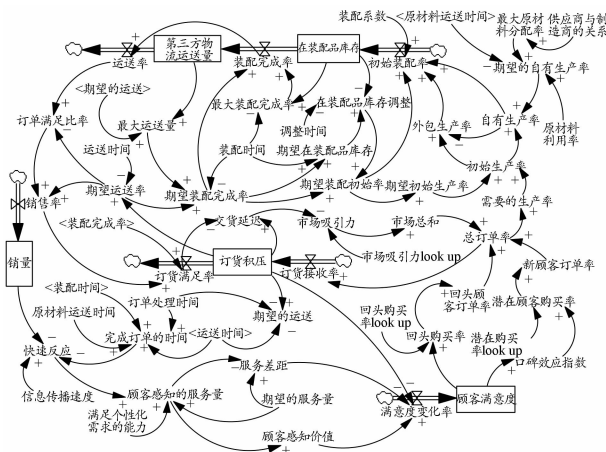 装配系数
<原材料运送时间>
最大原材
料分配率
供应商与制
造商的关系
第三方物
流运送量
在装配品库存
运送率
装配完成率
初始装配率
期望的自有生产率
<期望的运送>
最大装配完成率
在装配品库存调整
订单满足比率
最大运送量
调整时间
外包生产率
自有生产率
原材料
利用率
运送时间
装配时间
期望在装配品库存
初始生产率
销售率
期望运送率
期望装配完成率
期望装配初始率
期望初始生产率
需要的生产率
<装配完成率>
交货延迟
市场吸引力
市场总和
总订单率
销量
订货满足率
订货积压
订货接收率
市场吸引力look up
新顾客订单率
<装配时间>
订单处理时间
期望的运送
回头顾
客订单率
潜在顾客购买率
原材料运送时间>
完成订单的时间
<运送时间>
回头购买
率look up
回头购买率
潜在购买
率look up
快速反应
服务差距
口碑效应指数
信息传播速度
顾客感知的服务量
期望的服务量
满意度变化率
顾客满意度
满足个性化
需求的能力
顾客感知价值